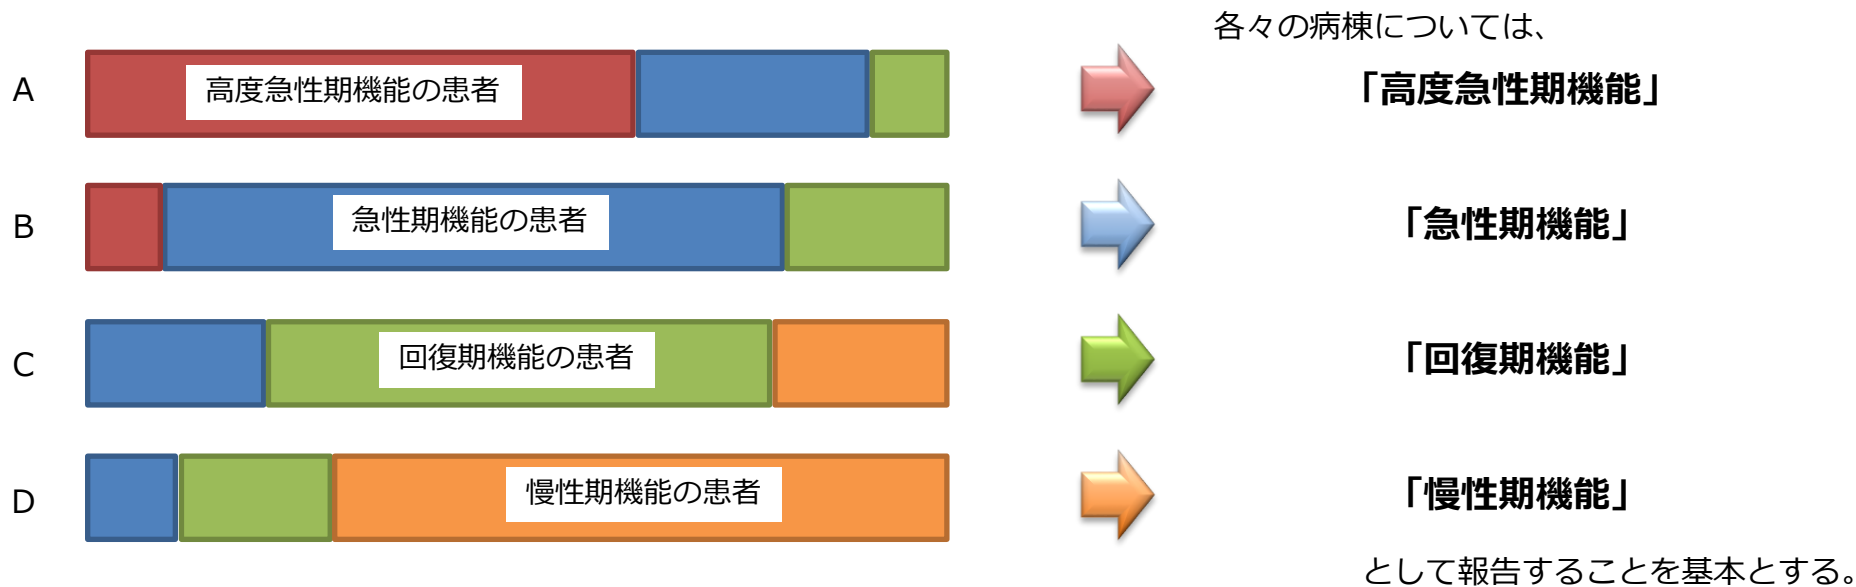 各々の病棟については、
A
高度急性期機能の患者
「高度急性期機能」
B
急性期機能の患者
「急性期機能」
C
回復期機能の患者
「回復期機能」
D
慢性期機能の患者
「慢性期機能」
として報告することを基本とする。